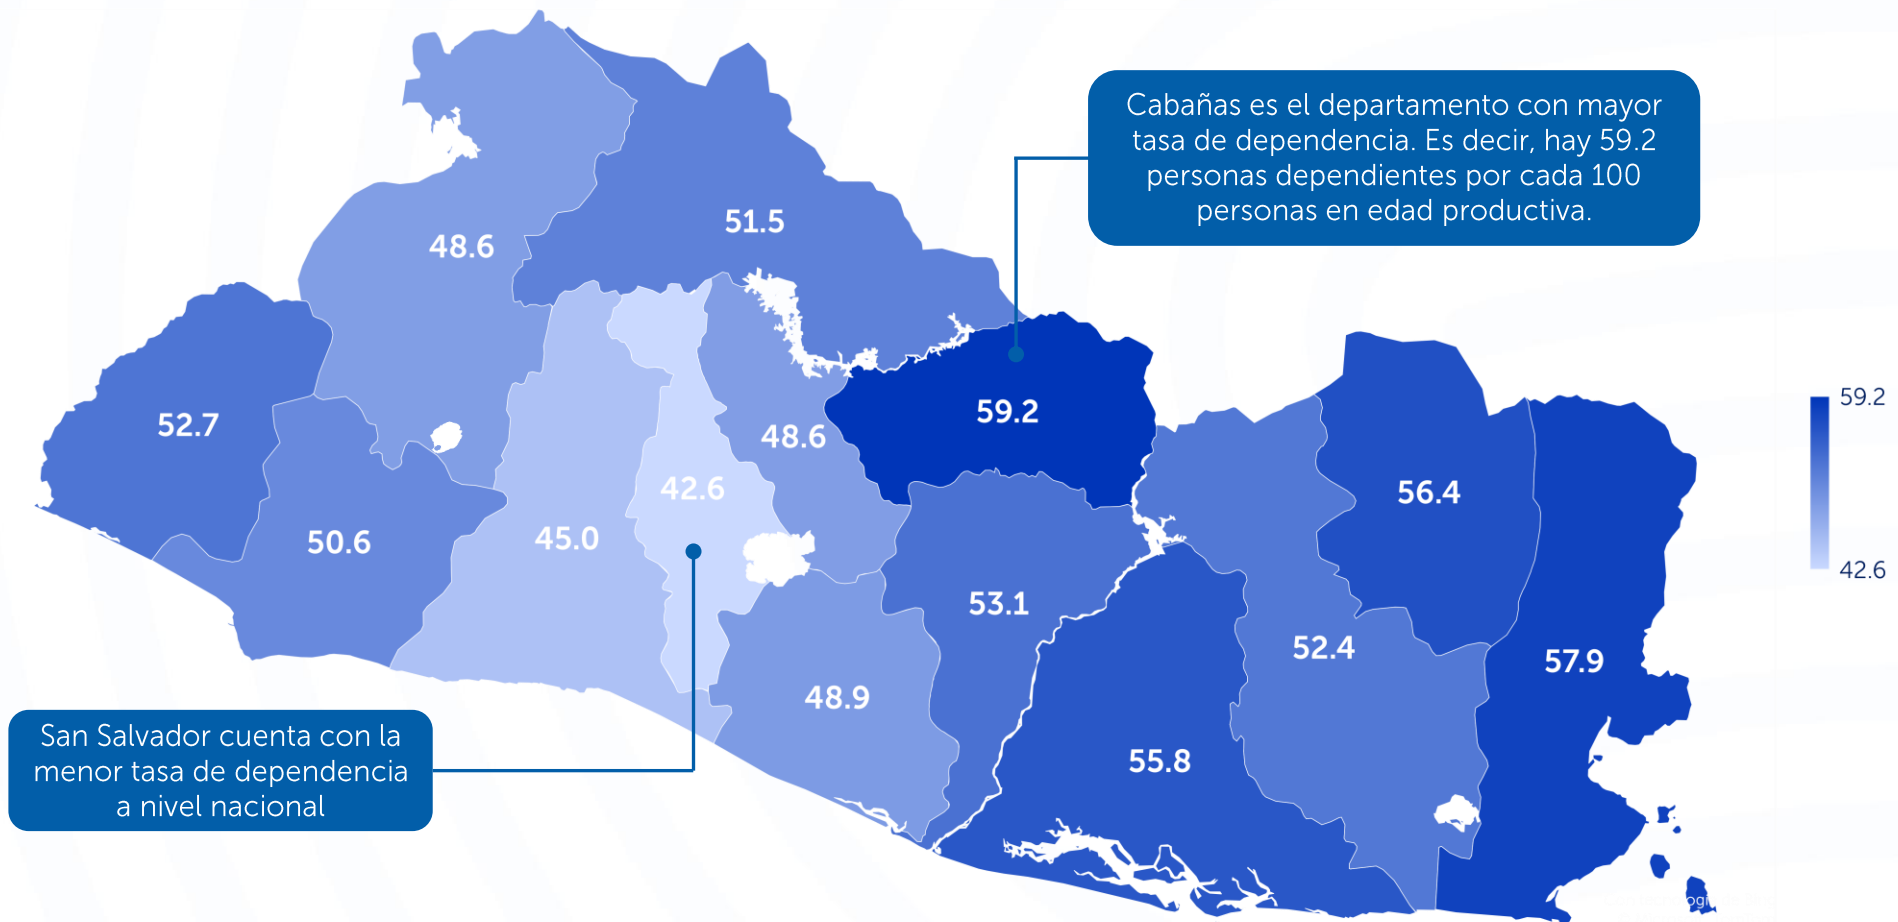 Cabañas es el departamento con mayor
tasa de dependencia. Es decir, hay 59.2
personas dependientes por cada 100
personas en edad productiva.
51.5
48.6
59.2
52.7
59.2
48.6
42.6
56.4
45.0
50.6
42.6
53.1
52.4
57.9
48.9
55.8
San Salvador cuenta con la
menor tasa de dependencia
a nivel nacional